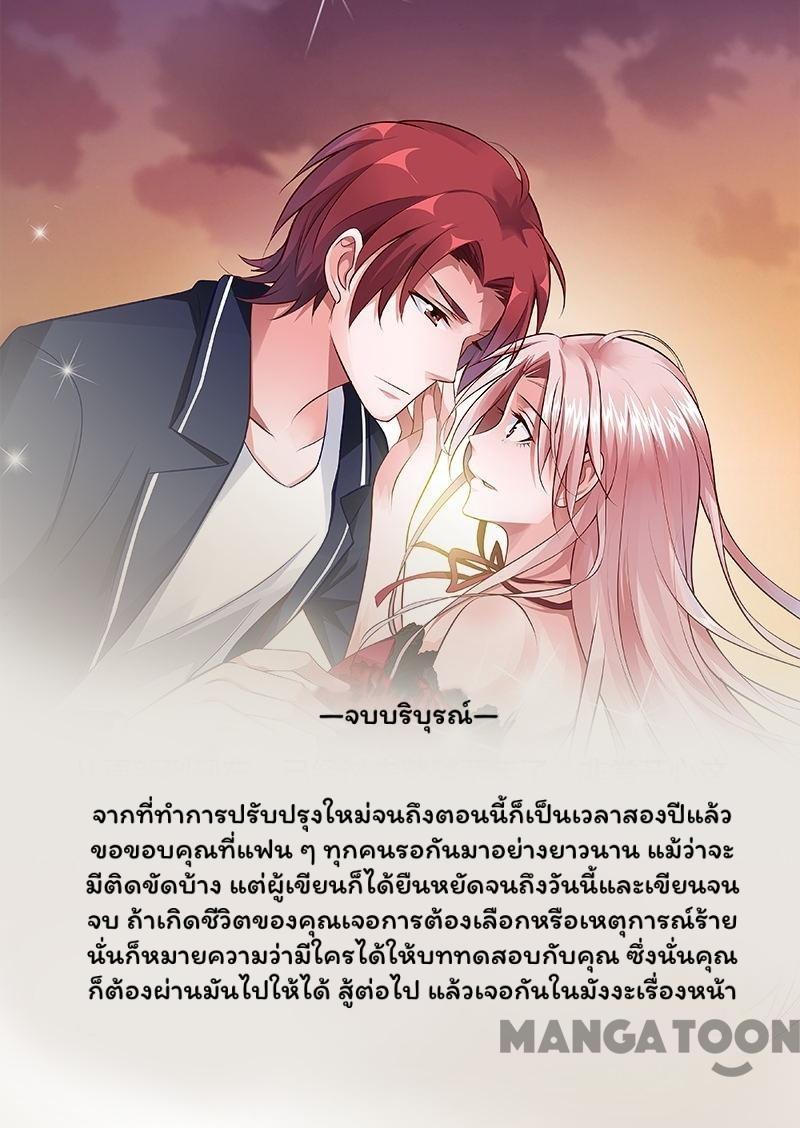 —จบบริบูรณ์—
จากที่ทำการปรับปรุงใหม่จนถึงตอนนี้ก็เป็นเวลาสองปีแล้ว
ขอขอบคุณที่แฟน ๆ ทุกคนรอกันมาอย่างยาวนาน แม้ว่าจะ
มีติดขัดบ้าง แต่ผู้เขียนก็ได้ยืนหยัดจนถึงวันนี้และเขียนจน
จบ ถ้าเกิดชีวิตของคุณเจอการต้องเลือกหรือเหตุการณ์ร้าย
นั่นก็หมายความว่ามีใครได้ให้บททดสอบกับคุณ ซึ่งนั่นคุณ
ก็ต้องผ่านมันไปให้ได้ สู้ต่อไป แล้วเจอกันในมังงะเรื่องหน้า
MANGATOON